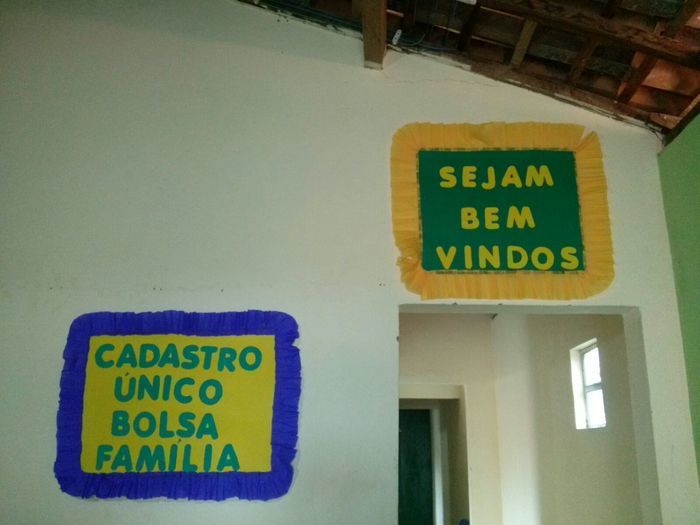 SEJAM
BEM
VINDOS
CADASTRO
ÚNICO
BOLSA
FAMÍLIA